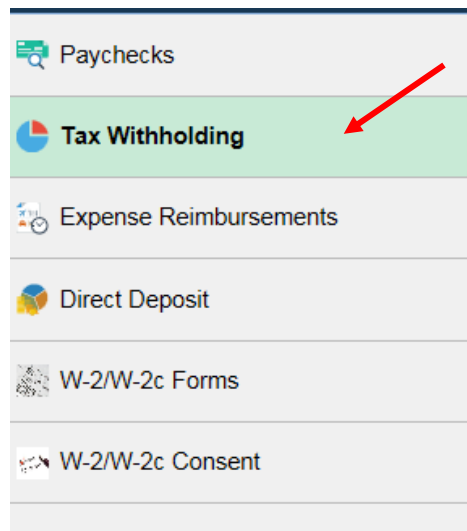 Paychecks
Tax Withholding
Expense Reimbursements
Direct Deposit
W-2/W-2c Forms
W-2/W-2c Consent